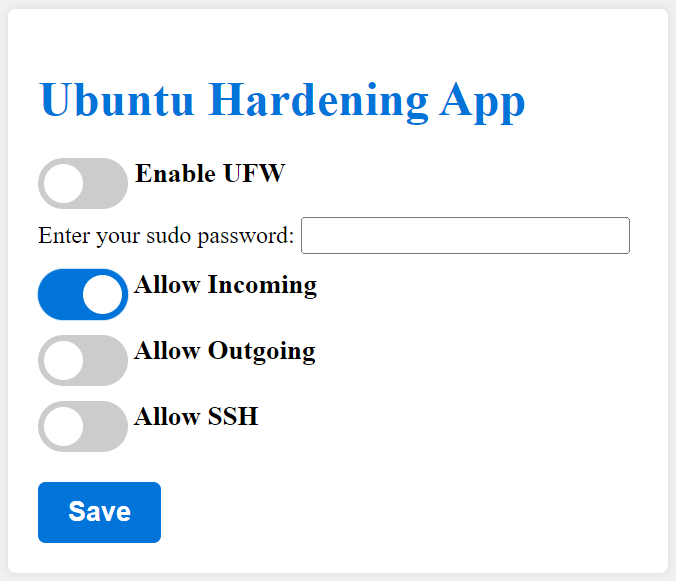 Ubuntu Hardening App
Enable UFW
Enter your sudo password:
Allow Incoming
Allow Outgoing
Allow SSH
Save